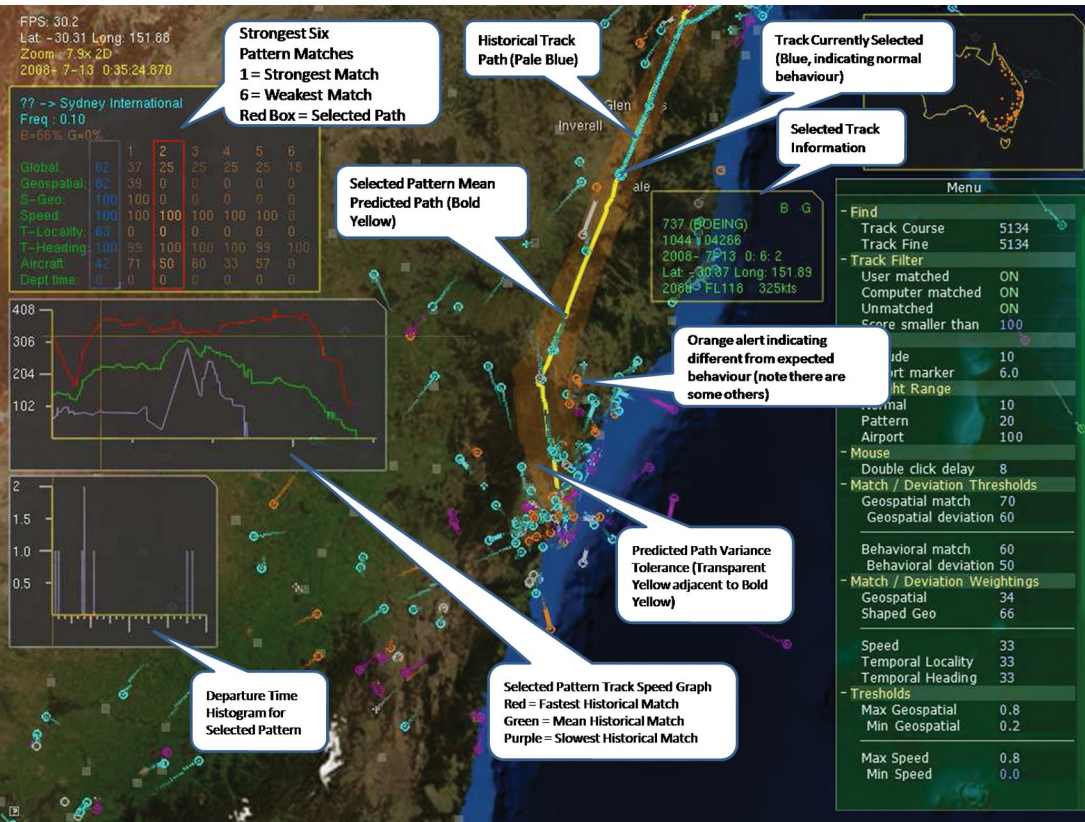 FPS: 30.2
Lat: -30.31 Long: 151.88
Zoom : 7.9x 2D
2008- 7-13 0:35:24.870
?? -> Sydney International
Freq : 0.10
B=66% G=0%
1 2 3 4 5 6
Global: 62 37 25 25 25 25 15
Geospatial: 82 39 0 0 0 0 0
S-Geo: 100 100 0 0 0 0 0
Speed: 100 100 100 100 100 100 0
T-Locality: 63 0 0 0 0 0 0
T-Heading: 100 99 100 100 100 99 100
Aircraft: 42 71 50 60 33 57 0
Dept time: 0 0 0 0 0 0 0
Strongest Six
Pattern Matches
1 = Strongest Match
6 = Weakest Match
Red Box = Selected Path
Historical Track
Path (Pale Blue)
Track Currently Selected
(Blue, indicating normal
behaviour)
Selected Track
Information
Glen
Inverell
ale
Selected Pattern Mean
Predicted Path (Bold
Yellow)
B G
737 (BOEING)
1044 04266
2008- 7-13 0: 6: 2
Lat: -30.87 Long: 151.89
FL118 325kts
Orange alert indicating
different from expected
behaviour (note there are
some others)
408
306
204
102
2
1.5
1.0
0.5
Predicted Path Variance
Tolerance (Transparent
Yellow adjacent to Bold
Yellow)
Departure Time
Histogram for
Selected Pattern
Selected Pattern Track Speed Graph
Red = Fastest Historical Match
Green = Mean Historical Match
Purple = Slowest Historical Match
Menu
- Find
Track Course 5134
Track Fine 5134
- Track Filter
User matched ON
Computer matched ON
Unmatched ON
Score smaller than 100
ude 10
ort marker 6.0
ht Range
Normal 10
Pattern 20
Airport 100
- Mouse
Double click delay 8
- Match / Deviation Thresholds
Geospatial match 70
Geospatial deviation 60
Behavioral match 60
Behavioral deviation 50
- Match / Deviation Weightings
Geospatial 34
Shaped Geo 66
Speed 33
Temporal Locality 33
Temporal Heading 33
- Tresholds
Max Geospatial 0.8
Min Geospatial 0.2
Max Speed 0.8
Min Speed 0.0
?